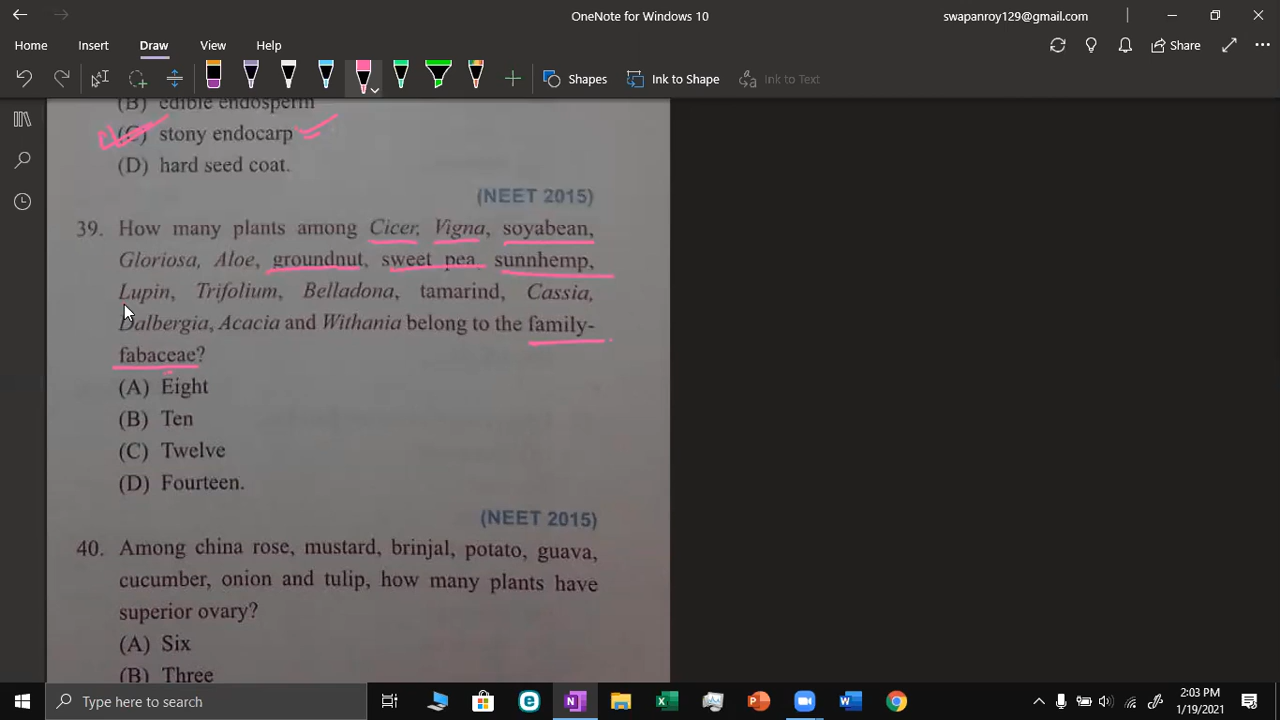 OneNote for Windows 10
swapanroy129@gmail.com
Home Insert Draw View Help
Share
Shapes Ink to Shape Ink to Text
(B) edible endosperm
(C) stony endocarp
(D) hard seed coat.
(NEET 2015)
39. How many plants among Cicer, Vigna, soyabean,
Gloriosa, Aloe, groundnut, sweet pea, sunnhemp,
Lupin, Trifolium, Belladona, tamarind, Cassia,
Dalbergia, Acacia and Withania belong to the family-
fabaceae?
(A) Eight
(B) Ten
(C) Twelve
(D) Fourteen.
(NEET 2015)
40. Among china rose, mustard, brinjal, potato, guava,
cucumber, onion and tulip, how many plants have
superior ovary?
(A) Six
(B) Three
Type here to search
2:03 PM
1/19/2021